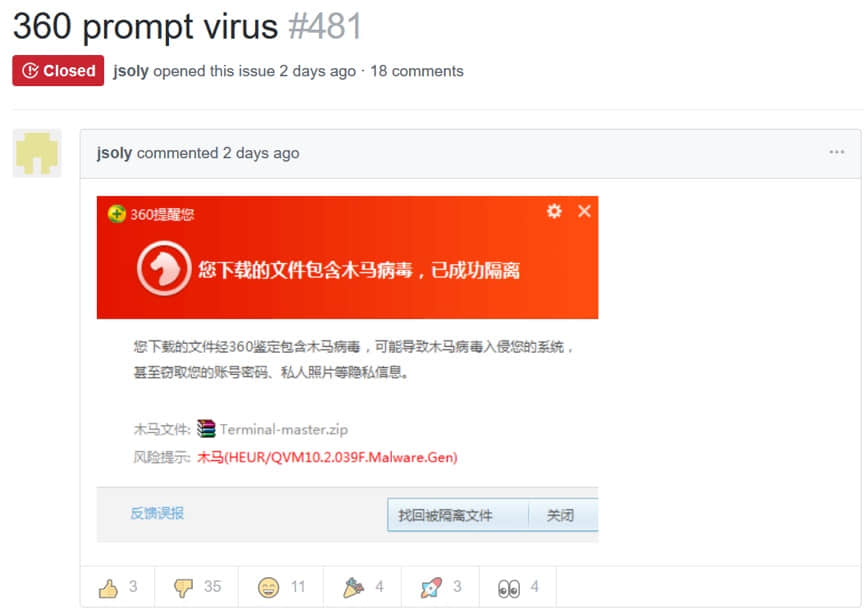 360 prompt virus #481
Closed jsoly opened this issue 2 days ago · 18 comments
jsoly commented 2 days ago
360提醒您
您下载的文件包含木马病毒，已成功隔离
您下载的文件经360鉴定包含木马病毒，可能导致木马病毒入侵您的系统，
甚至窃取您的账号密码、私人照片等隐私信息。
木马文件: Terminal-master.zip
风险提示: 木马(HEUR/QVM10.2.039F.Malware.Gen)
反馈误报 找回被隔离文件 关闭
3 35 11 4 3 4